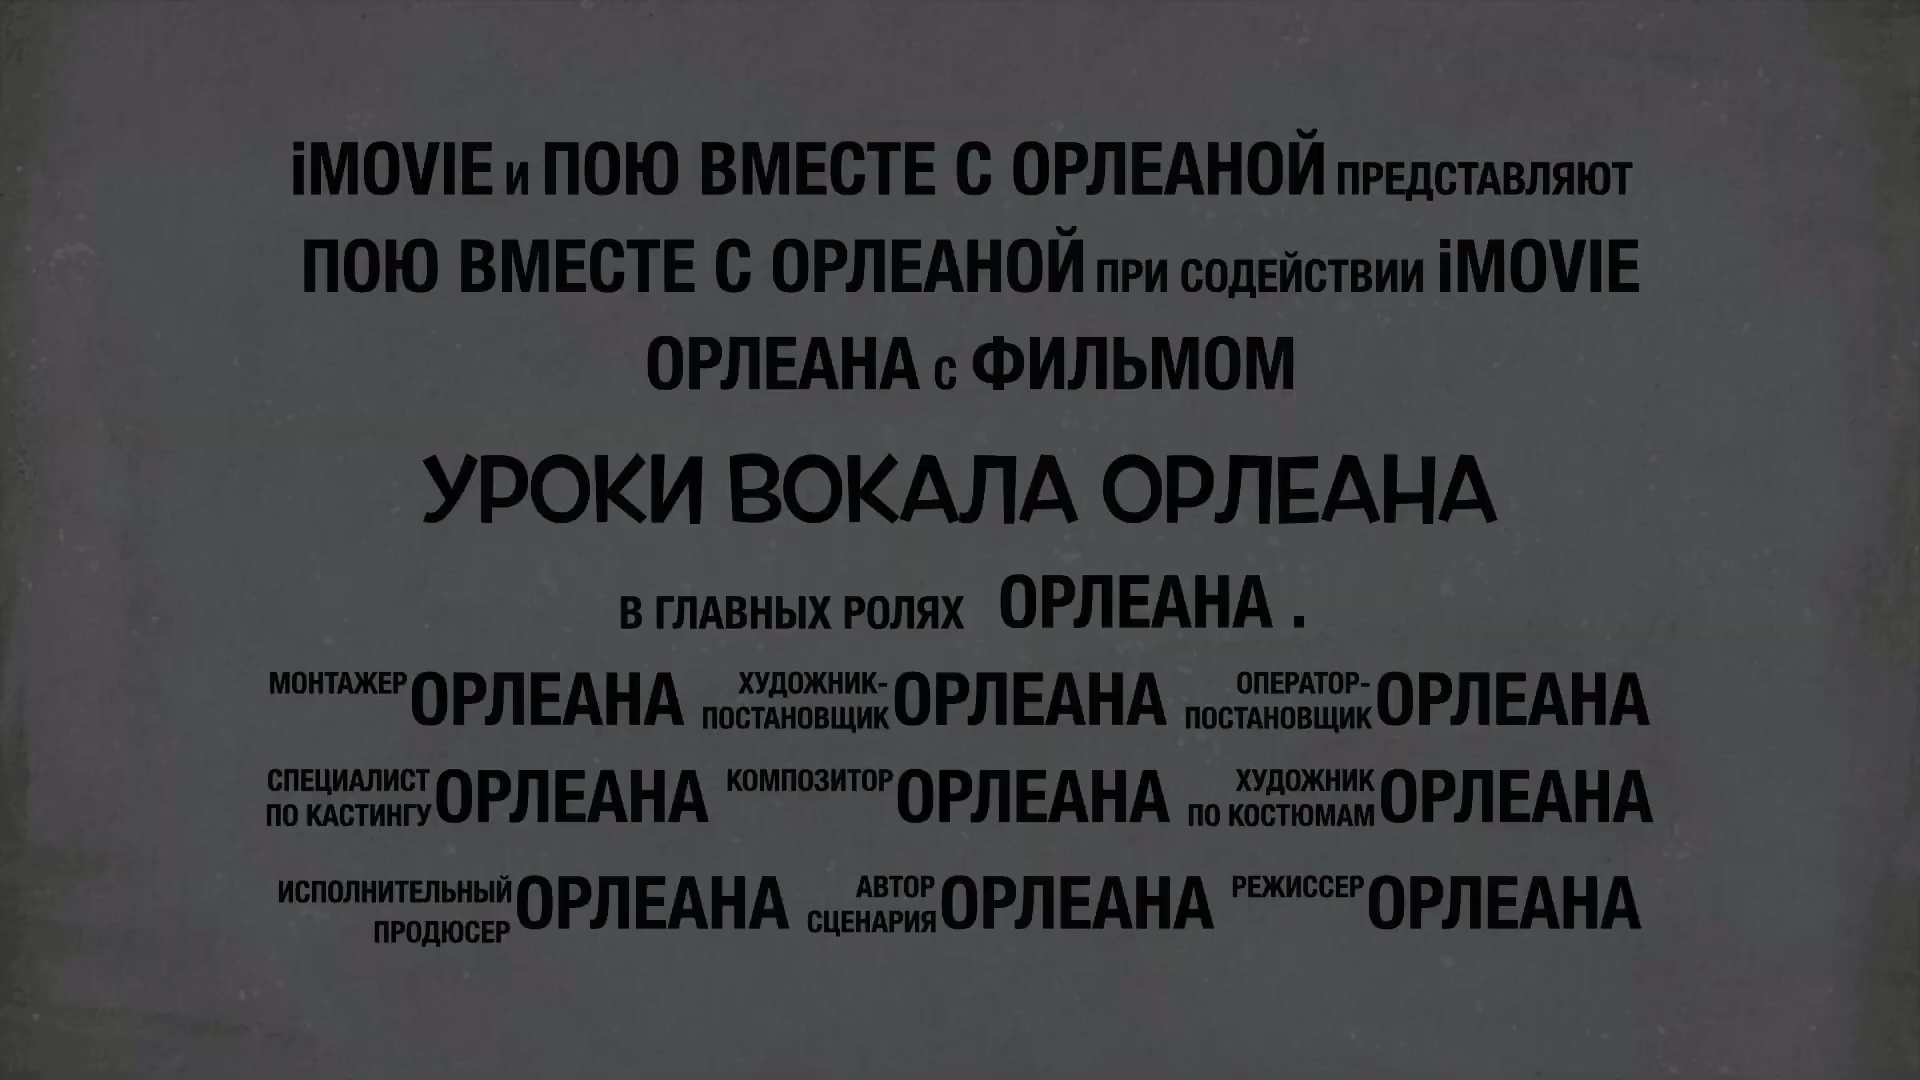 iMOVIE и ПОЮ ВМЕСТЕ С ОРЛЕАНОЙ ПРЕДСТАВЛЯЮТ
ПОЮ ВМЕСТЕ С ОРЛЕАНОЙ ПРИ СОДЕЙСТВИИ iMOVIE
ОРЛЕАНА С ФИЛЬМОМ
УРОКИ ВОКАЛА ОРЛЕАНА
В ГЛАВНЫХ РОЛЯХ ОРЛЕАНА .
МОНТАЖЕР ОРЛЕАНА ХУДОЖНИК-ПОСТАНОВЩИК ОРЛЕАНА ОПЕРАТОР-ПОСТАНОВЩИК ОРЛЕАНА
СПЕЦИАЛИСТ ПО КАСТИНГУ ОРЛЕАНА КОМПОЗИТОР ОРЛЕАНА ХУДОЖНИК ПО КОСТЮМАМ ОРЛЕАНА
ИСПОЛНИТЕЛЬНЫЙ ПРОДЮСЕР ОРЛЕАНА АВТОР СЦЕНАРИЯ ОРЛЕАНА РЕЖИССЕР ОРЛЕАНА